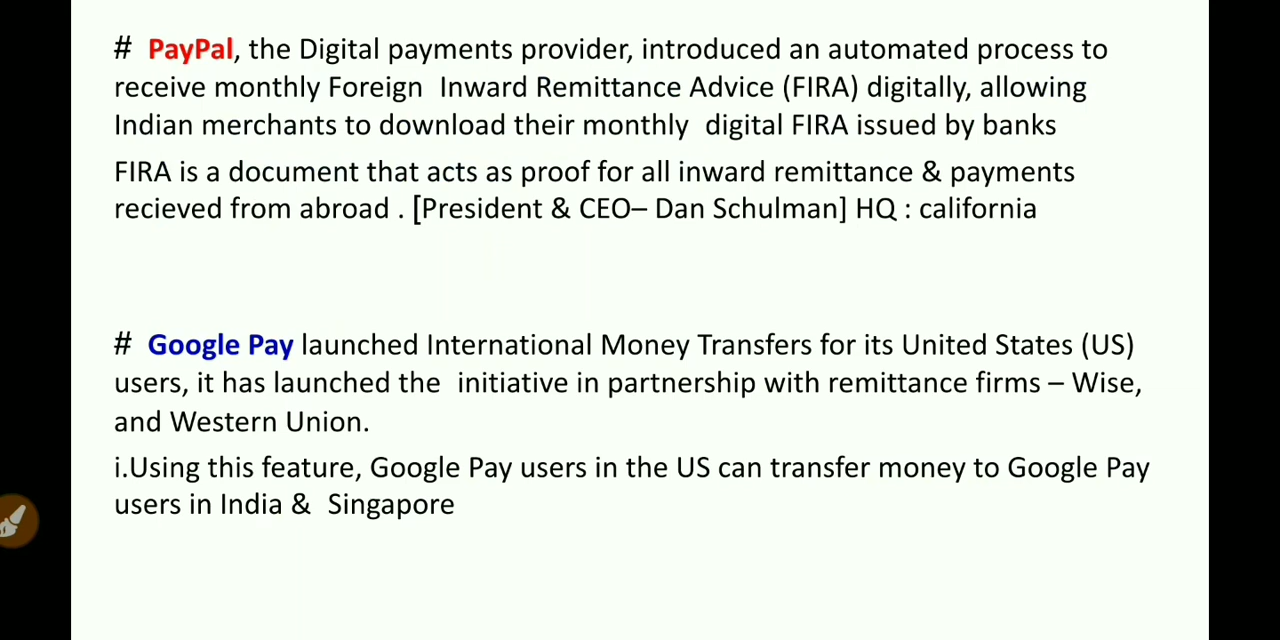 # PayPal, the Digital payments provider, introduced an automated process to
receive monthly Foreign Inward Remittance Advice (FIRA) digitally, allowing
Indian merchants to download their monthly digital FIRA issued by banks
FIRA is a document that acts as proof for all inward remittance & payments
recieved from abroad . [President & CEO– Dan Schulman] HQ : california
# Google Pay launched International Money Transfers for its United States (US)
users, it has launched the initiative in partnership with remittance firms – Wise,
and Western Union.
i.Using this feature, Google Pay users in the US can transfer money to Google Pay
users in India & Singapore